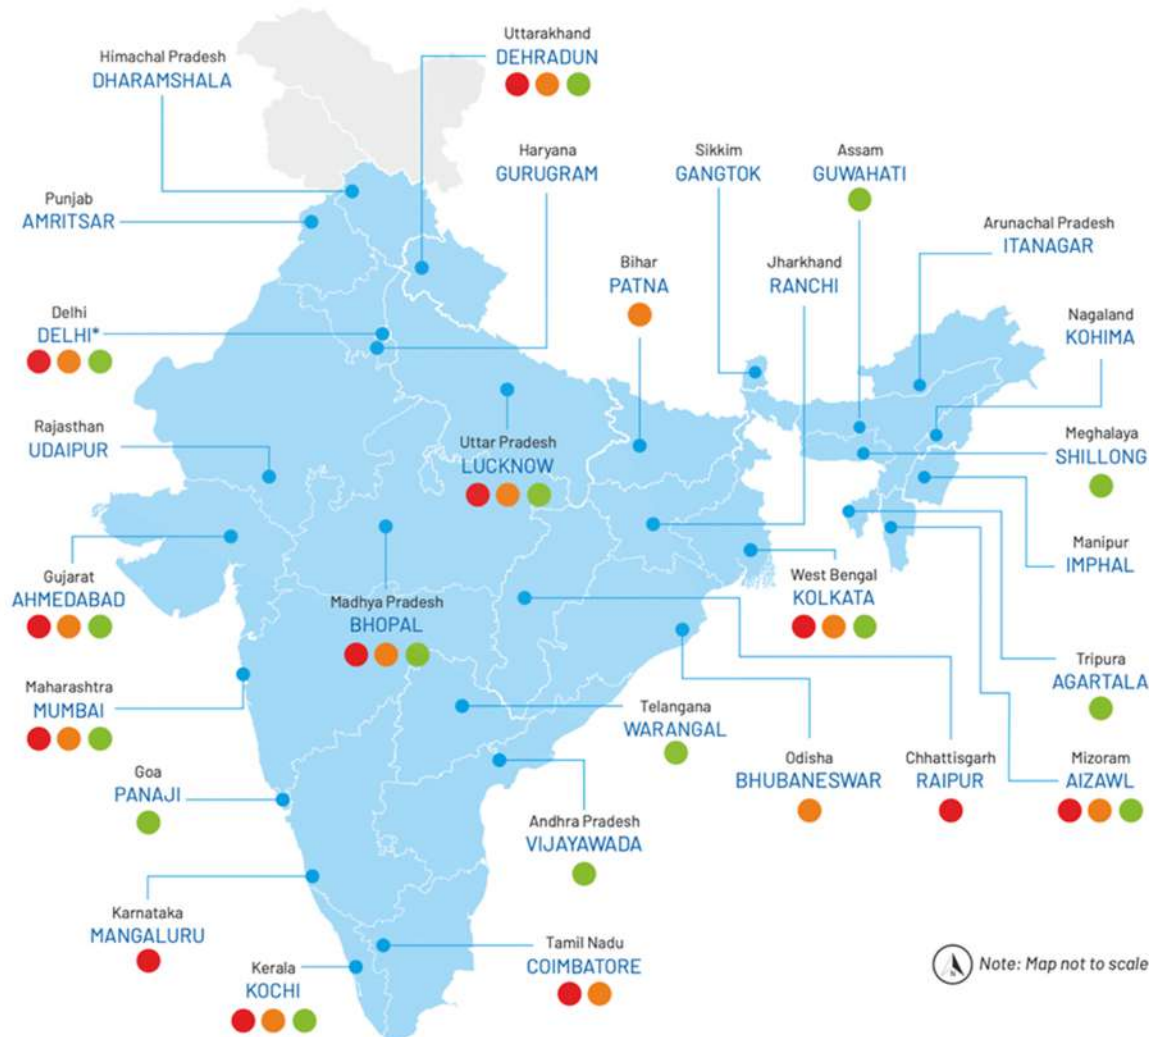 Uttarakhand
DEHRADUN
Himachal Pradesh
DHARAMSHALA
Haryana
GURUGRAM
Sikkim
GANGTOK
Assam
GUWAHATI
Punjab
AMRITSAR
Arunachal Pradesh
ITANAGAR
Bihar
PATNA
Jharkhand
RANCHI
Delhi
DELHI*
Nagaland
KOHIMA
Rajasthan
UDAIPUR
Uttar Pradesh
LUCKNOW
Meghalaya
SHILLONG
Manipur
IMPHAL
Gujarat
AHMEDABAD
Madhya Pradesh
BHOPAL
West Bengal
KOLKATA
Tripura
AGARTALA
Maharashtra
MUMBAI
Telangana
WARANGAL
Odisha
BHUBANESWAR
Chhattisgarh
RAIPUR
Mizoram
AIZAWL
Goa
PANAJI
Andhra Pradesh
VIJAYAWADA
Karnataka
MANGALURU
Tamil Nadu
COIMBATORE
Kerala
KOCHI
Note: Map not to scale